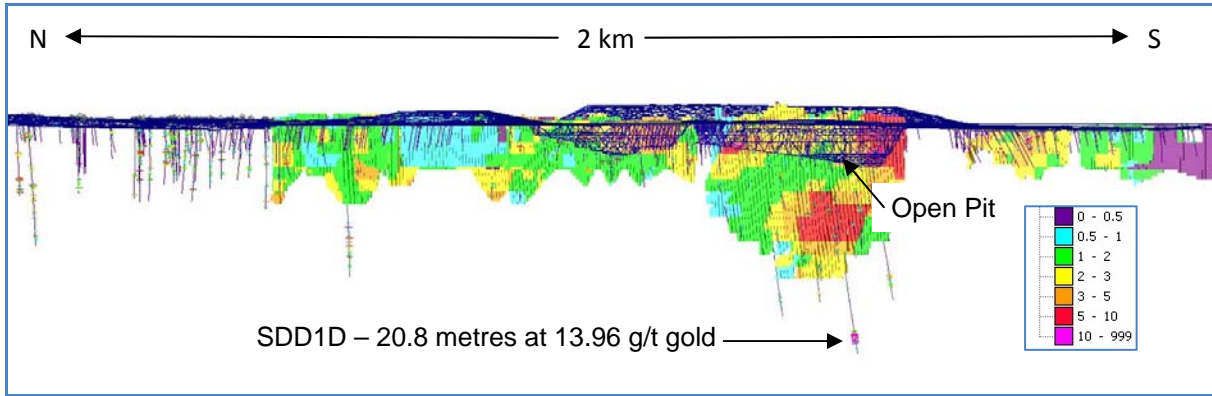 N
2 km
S
Open Pit
0 - 0.5
0.5 - 1
1 - 2
2 - 3
3 - 5
5 - 10
10 - 999
SDD1D – 20.8 metres at 13.96 g/t gold